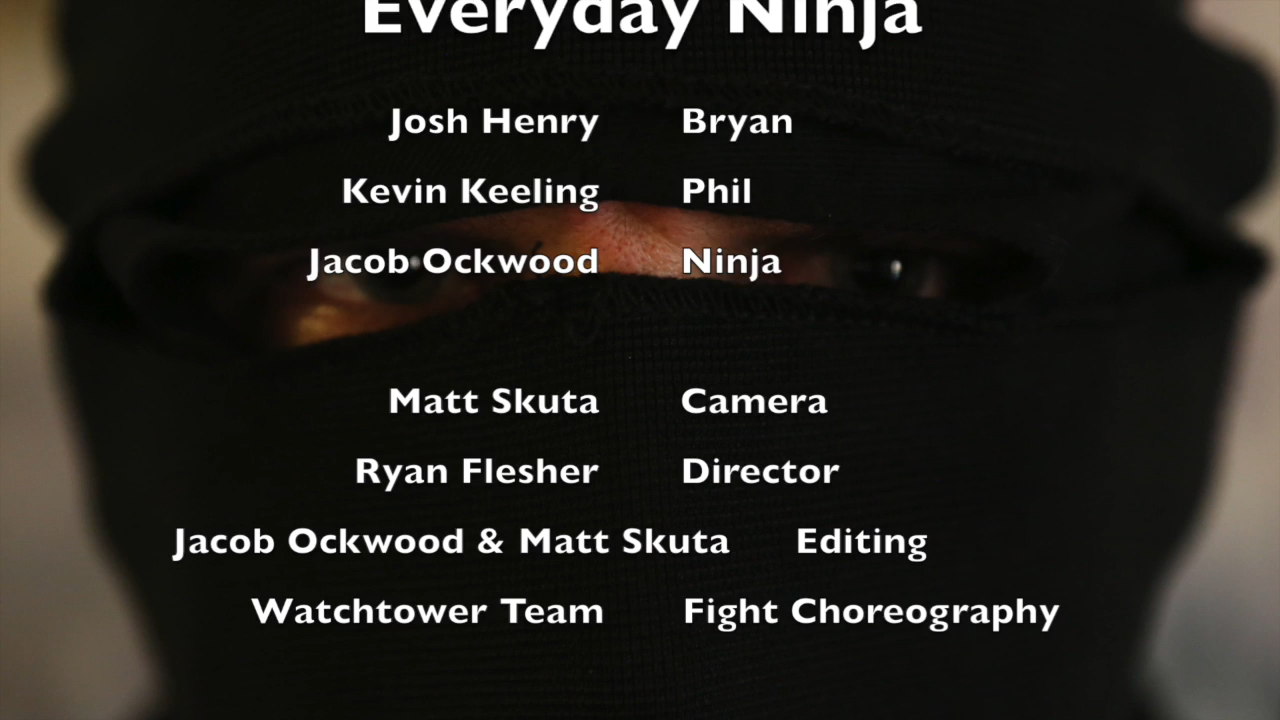 Everyday Ninja
Josh Henry Bryan
Kevin Keeling Phil
Jacob Ockwood Ninja
Matt Skuta Camera
Ryan Flesher Director
Jacob Ockwood & Matt Skuta Editing
Watchtower Team Fight Choreography